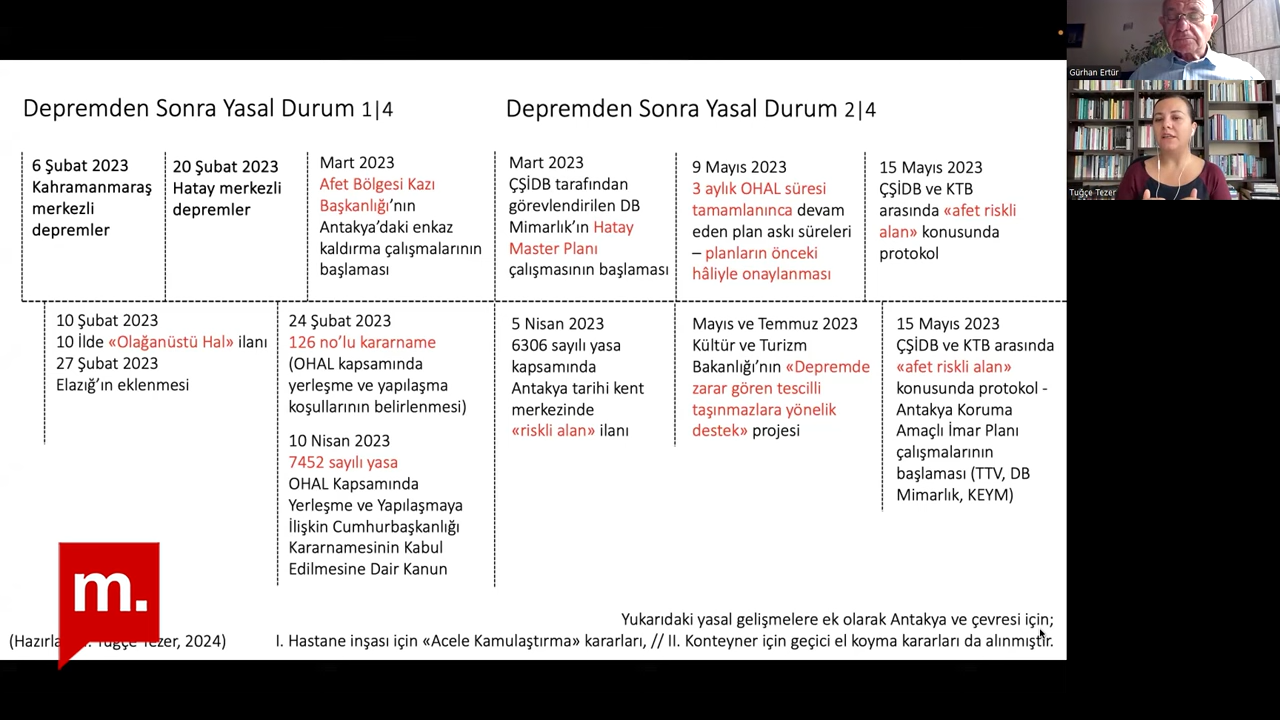 Depremden Sonra Yasal Durum 1|4
6 Şubat 2023
Kahramanmaraş
merkezli
depremler
20 Şubat 2023
Hatay merkezli
depremler
Mart 2023
Afet Bölgesi Kazı
Başkanlığı'nın
Antakya'daki enkaz
kaldırma çalışmalarının
başlaması
10 Şubat 2023
10 İlde «Olağanüstü Hal» ilanı
27 Şubat 2023
Elazığ'ın eklenmesi
24 Şubat 2023
126 no'lu kararname
(OHAL kapsamında
yerleşme ve yapılaşma
koşullarının belirlenmesi)
10 Nisan 2023
7452 sayılı yasa
OHAL Kapsamında
Yerleşme ve Yapılaşmaya
İlişkin Cumhurbaşkanlığı
Kararnamesinin Kabul
Edilmesine Dair Kanun
Depremden Sonra Yasal Durum 2|4
Mart 2023
ÇŞİDB tarafından
görevlendirilen DB
Mimarlık'ın Hatay
Master Planı
çalışmasının başlaması
9 Mayıs 2023
3 aylık OHAL süresi
tamamlanınca devam
eden plan askı süreleri
– planların önceki
hâliyle onaylanması
15 Mayıs 2023
ÇŞİDB ve KTB
arasında «afet riskli
alan» konusunda
protokol
5 Nisan 2023
6306 sayılı yasa
kapsamında
Antakya tarihi kent
merkezinde
«riskli alan» ilanı
Mayıs ve Temmuz 2023
Kültür ve Turizm
Bakanlığı'nın «Depremde
zarar gören tescilli
taşınmazlara yönelik
destek» projesi
15 Mayıs 2023
ÇŞİDB ve KTB arasında
«afet riskli alan»
konusunda protokol -
Antakya Koruma
Amaçlı İmar Planı
çalışmalarının
başlaması (TTV, DB
Mimarlık, KEYM)
Yukarıdaki yasal gelişmelere ek olarak Antakya ve çevresi için;
I. Hastane inşası için «Acele Kamulaştırma» kararları, // II. Konteyner için geçici el koyma kararları da alınmıştır.
Tuğçe Tezer, 2024)
m.
Gürhan Ertür
Tuğçe Tezer